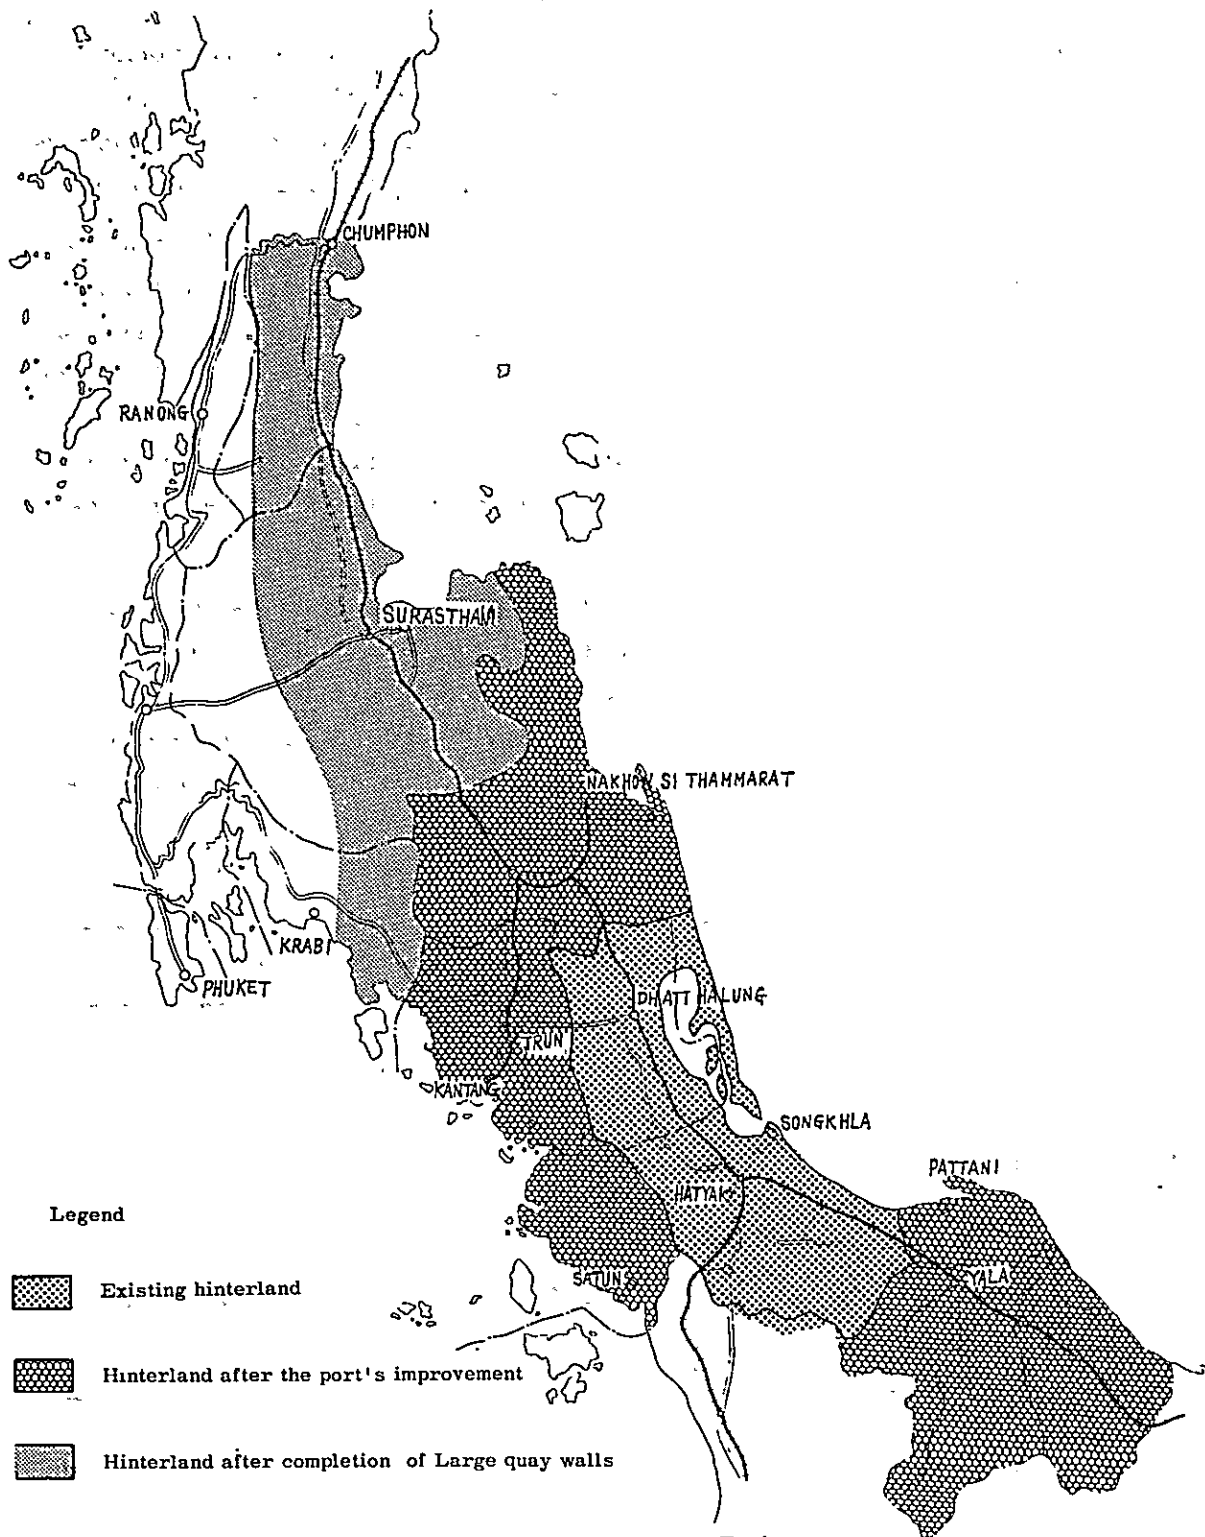 CHUMPHON
RANONG
SURASTHANI
NAKHON SI THAMMARAT
KRABI
PHUKET
DHATT HALUNG
TRUN
KANTANG
SONGKHLA
PATTANI
HATYAK
YALA
SATUN
Legend
Existing hinterland
Hinterland after the port's improvement
Hinterland after completion of Large quay walls